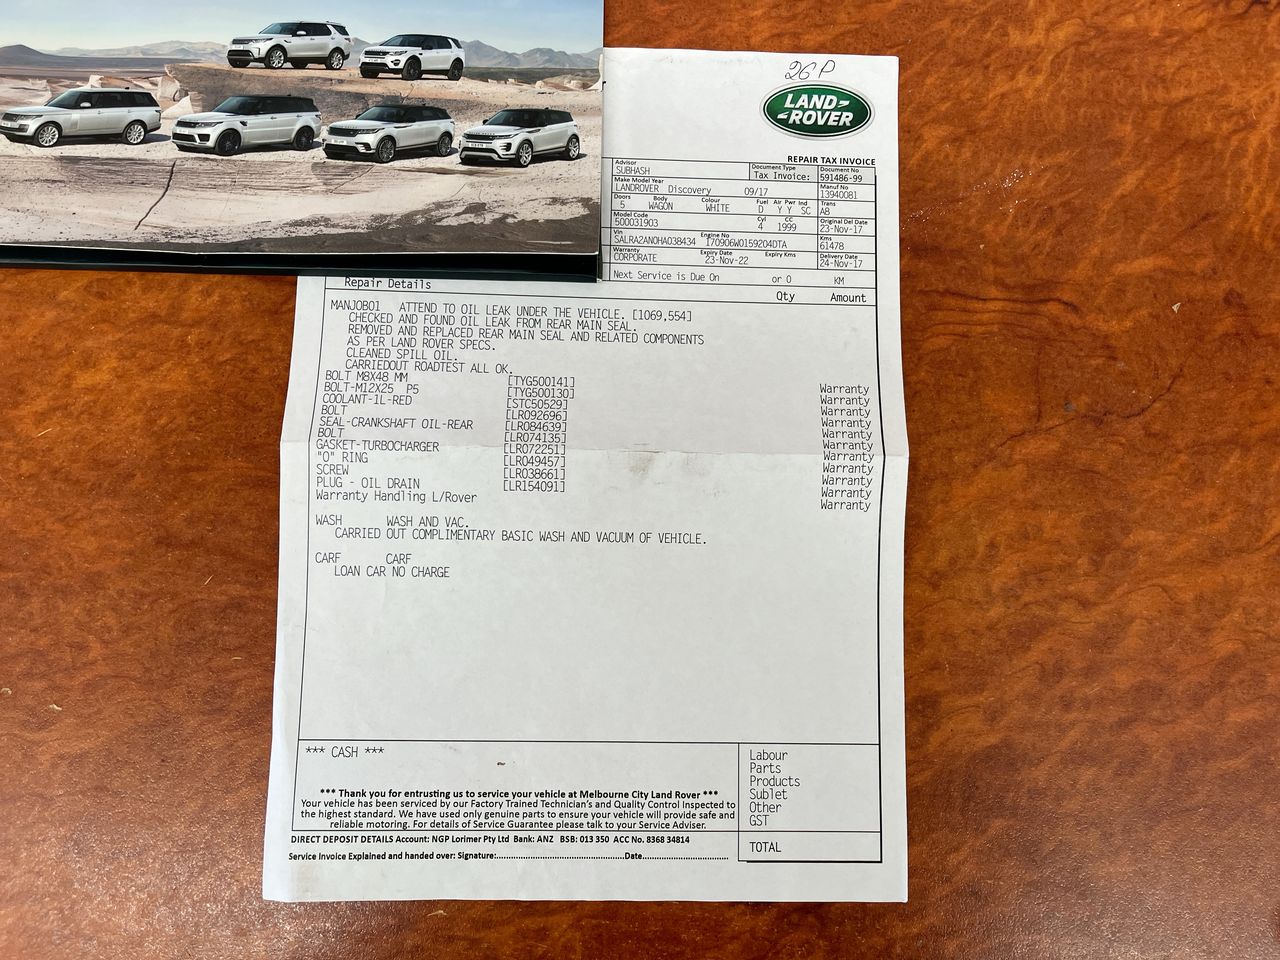 2GP
LAND-
-ROVER
REPAIR TAX INVOICE
Advisor
SUBHASH
Document Type
Tax Invoice:
Document No
591486-99
Make Model Year
LANDROVER Discovery 09/17
Manuf No
13940081
Doors Body Colour Fuel Air Pwr Ind
5 WAGON WHITE D Y Y SC
Trans
A8
Model Code
500031903
Cyl CC
4 1999
Original Del Date
23-Nov-17
Vin
SALRA2AN0HA038434
Engine No
170906W0159204DTA
Kms
61478
Warranty
CORPORATE
Expiry Date
23-Nov-22
Expiry Kms
Delivery Date
24-Nov-17
Next Service is Due On or 0 KM
Repair Details Qty Amount
MANJOB01 ATTEND TO OIL LEAK UNDER THE VEHICLE. [1069,554]
CHECKED AND FOUND OIL LEAK FROM REAR MAIN SEAL.
REMOVED AND REPLACED REAR MAIN SEAL AND RELATED COMPONENTS
AS PER LAND ROVER SPECS.
CLEANED SPILL OIL.
CARRIEDOUT ROADTEST ALL OK.
BOLT M8X48 MM [TYG500141] Warranty
BOLT-M12X25 P5 [TYG500130] Warranty
COOLANT-1L-RED [STC50529] Warranty
BOLT [LR092696] Warranty
SEAL-CRANKSHAFT OIL-REAR [LR084639] Warranty
BOLT [LR074135] Warranty
GASKET-TURBOCHARGER [LR072251] Warranty
"O" RING [LR049457] Warranty
SCREW [LR038661] Warranty
PLUG - OIL DRAIN [LR154091] Warranty
Warranty Handling L/Rover Warranty
WASH WASH AND VAC.
CARRIED OUT COMPLIMENTARY BASIC WASH AND VACUUM OF VEHICLE.
CARF CARF
LOAN CAR NO CHARGE
*** CASH ***
*** Thank you for entrusting us to service your vehicle at Melbourne City Land Rover ***
Your vehicle has been serviced by our Factory Trained Technician's and Quality Control Inspected to
the highest standard. We have used only genuine parts to ensure your vehicle will provide safe and
reliable motoring. For details of Service Guarantee please talk to your Service Adviser.
Labour
Parts
Products
Sublet
Other
GST
TOTAL
DIRECT DEPOSIT DETAILS Account: NGP Lorimer Pty Ltd Bank: ANZ BSB: 013 350 ACC No. 8368 34814
Service Invoice Explained and handed over: Signature:..............................................Date................................